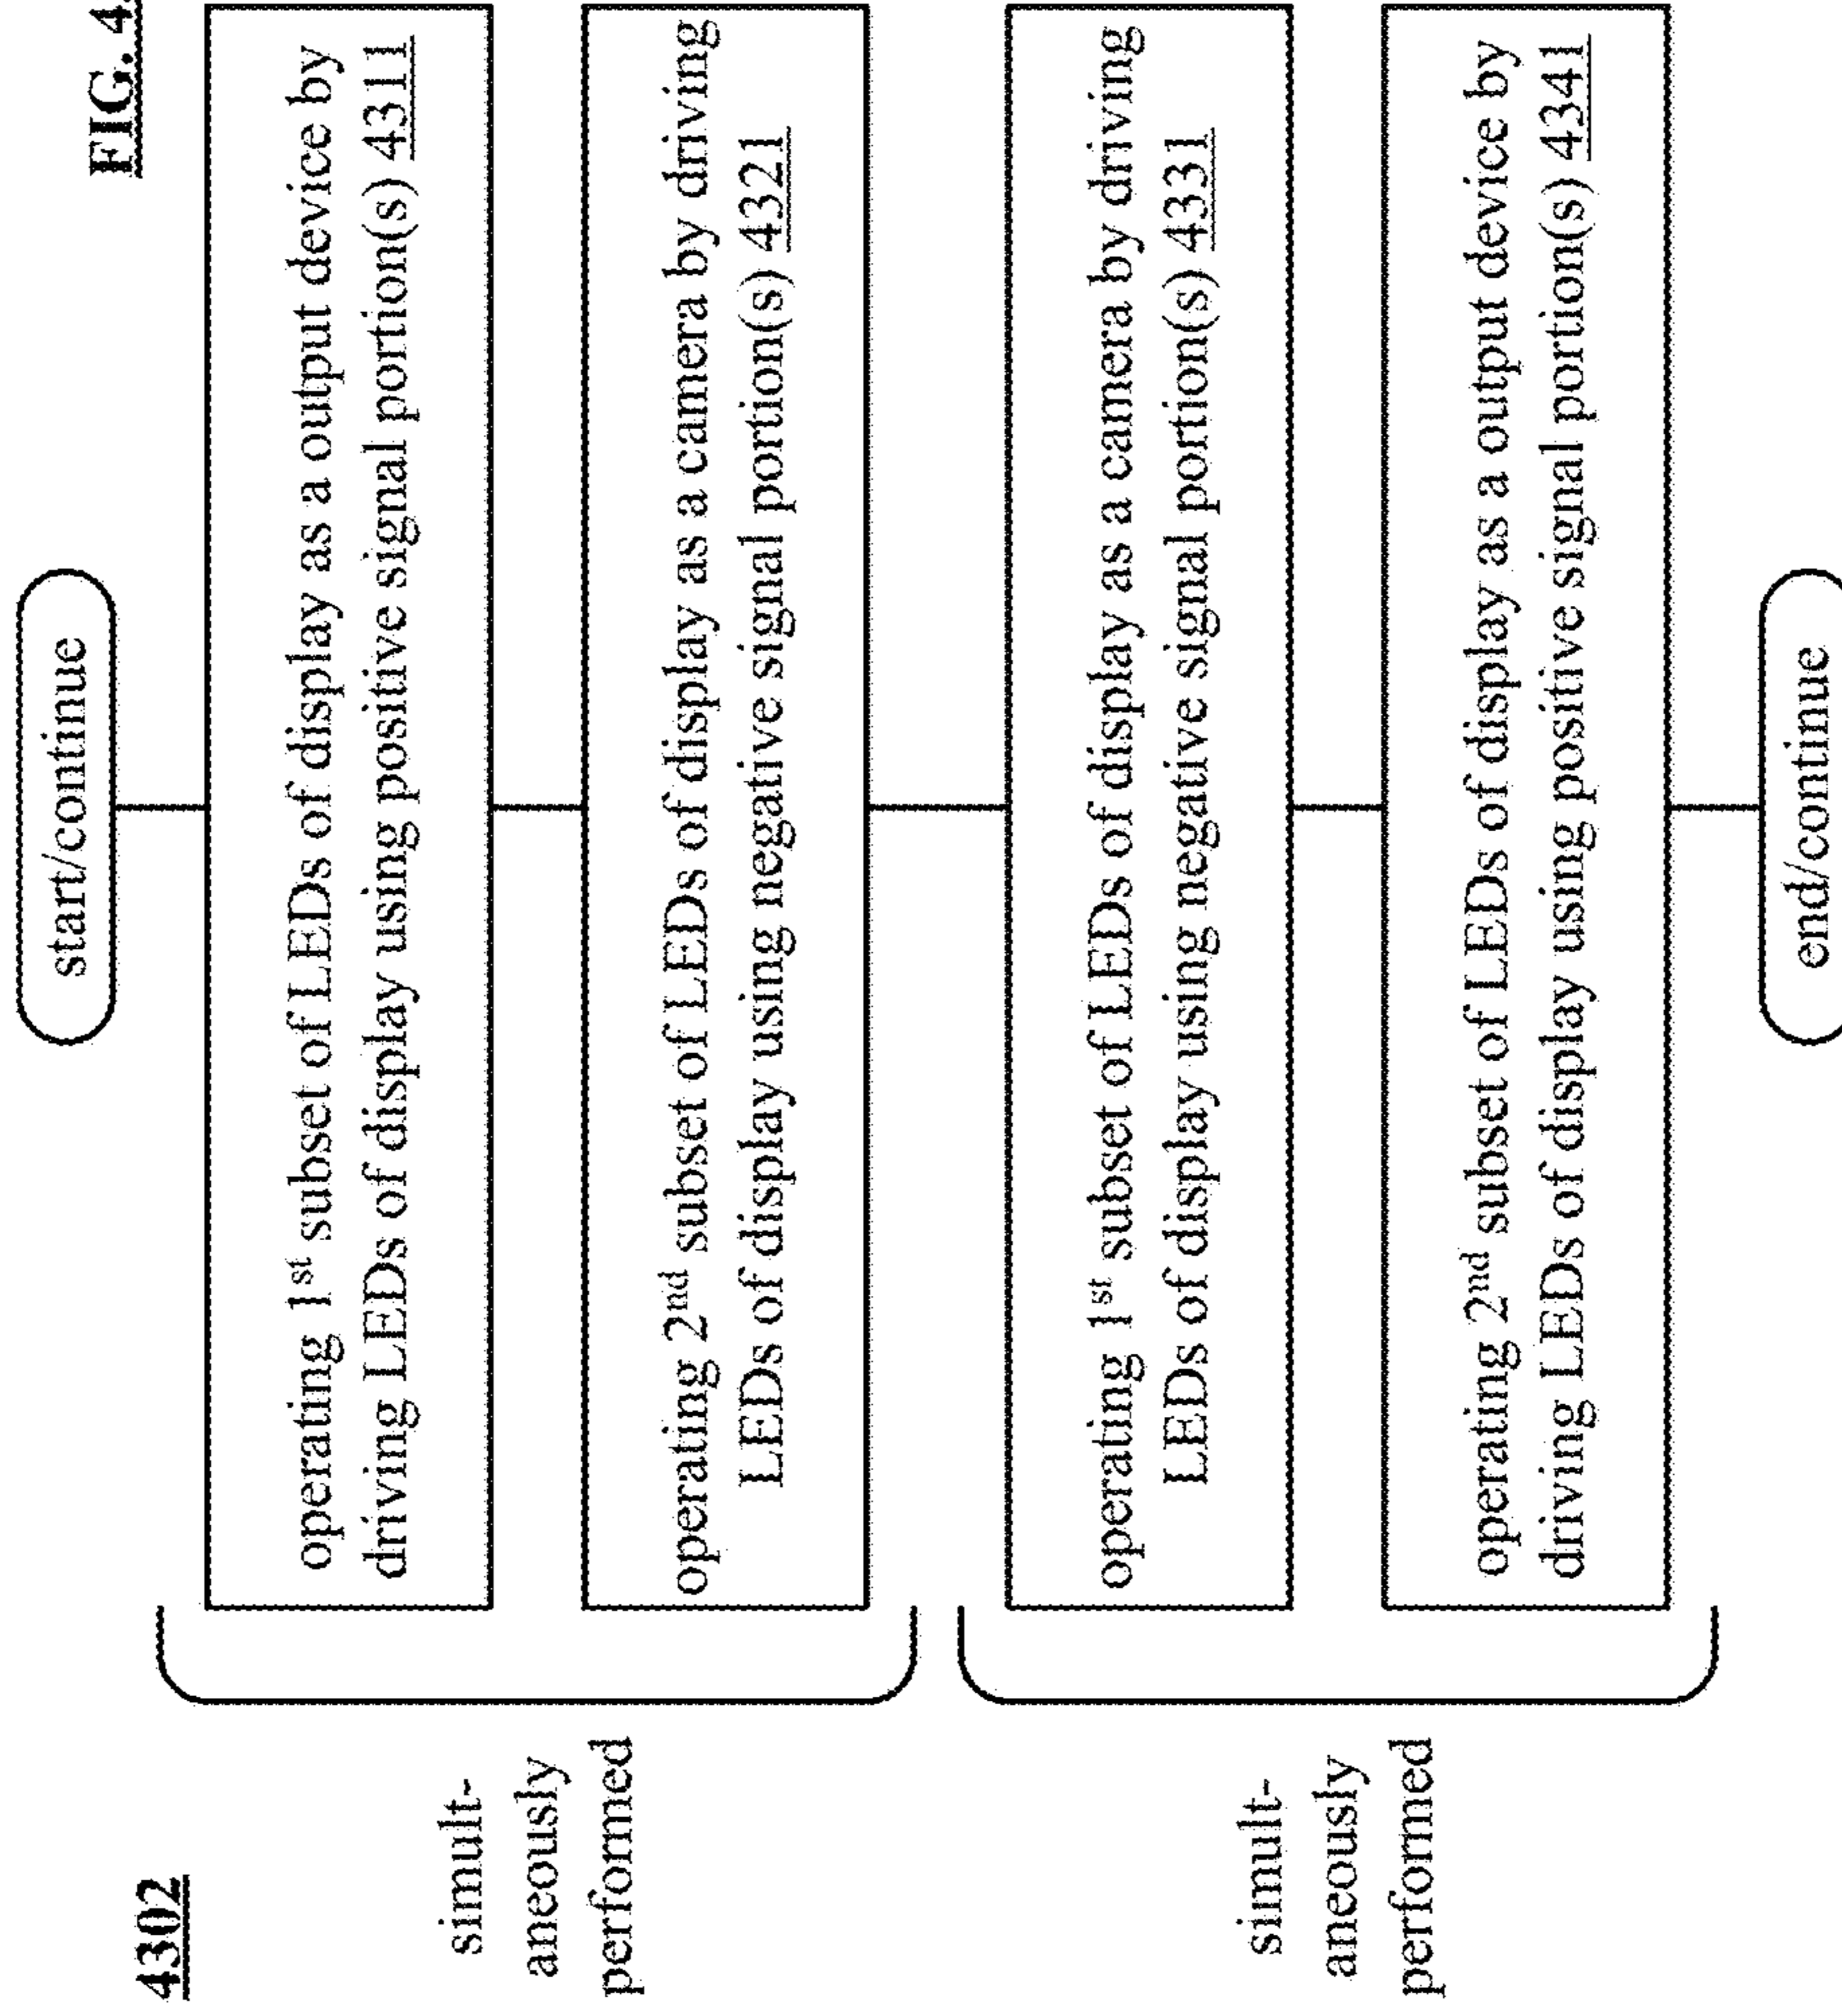 4302
FIG. 4
start/continue
operating 1st subset of LEDs of display as a output device by
driving LEDs of display using positive signal portion(s) 4311
simult-
aneously
performed
operating 2nd subset of LEDs of display as a camera by driving
LEDs of display using negative signal portion(s) 4321
operating 1st subset of LEDs of display as a camera by driving
LEDs of display using negative signal portion(s) 4331
simult-
aneously
performed
operating 2nd subset of LEDs of display as a output device by
driving LEDs of display using positive signal portion(s) 4341
end/continue